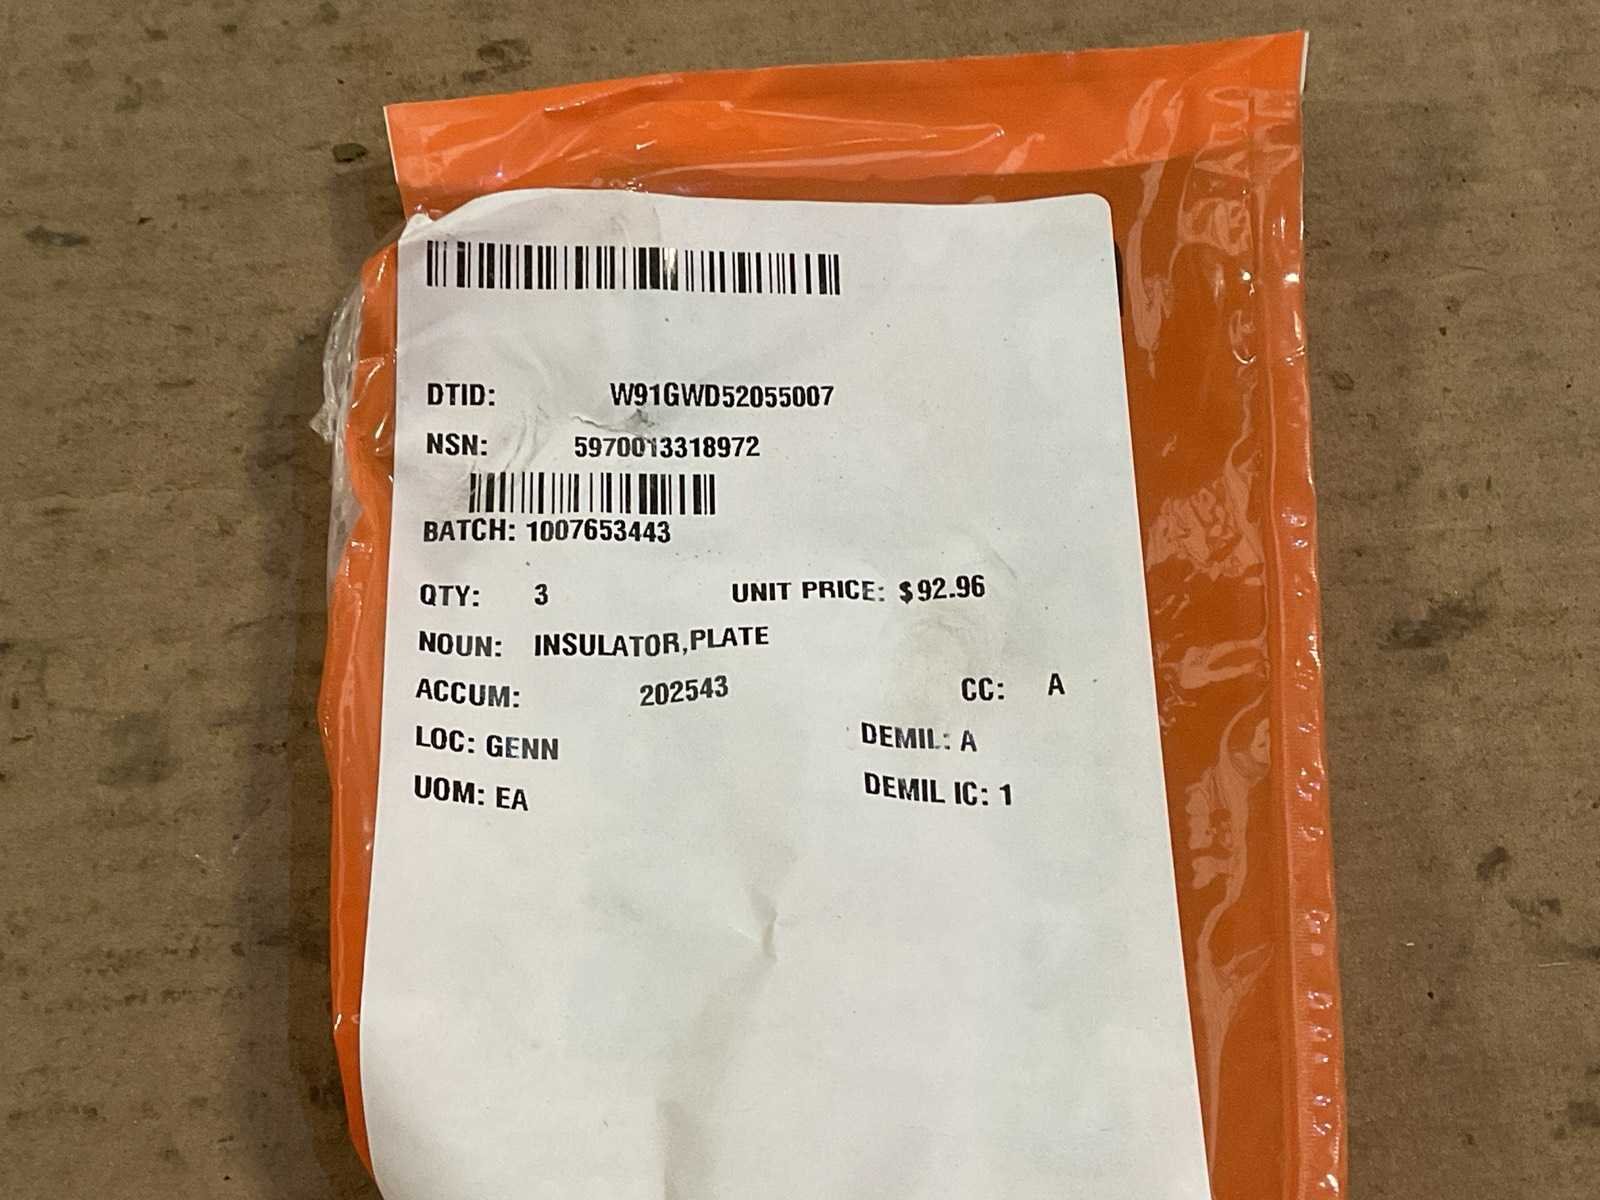 DTID: W91GWD52055007
NSN: 5970013318972
BATCH: 1007653443
QTY: 3 UNIT PRICE: $92.96
NOUN: INSULATOR,PLATE
ACCUM: 202543 CC: A
LOC: GENN DEMIL: A
UOM: EA DEMIL IC: 1